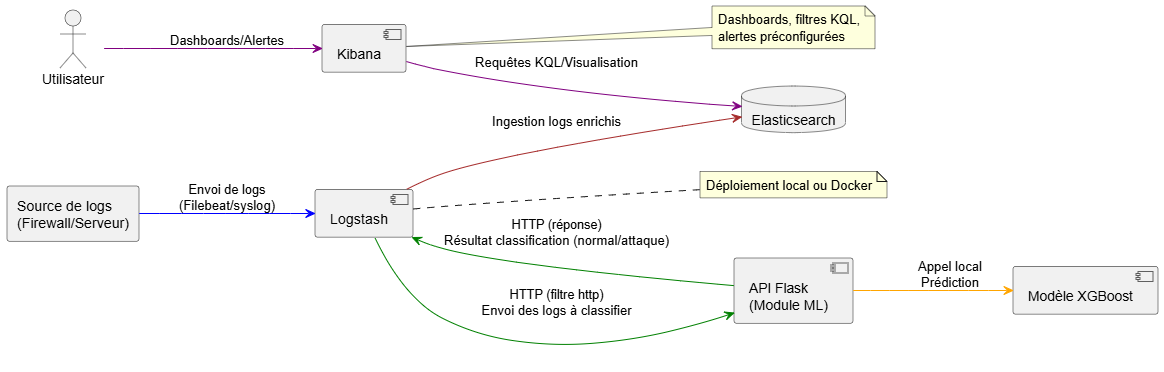 Dashboards, filtres KQL,
alertes préconfigurées
Dashboards/Alertes
Utilisateur
Kibana
Requêtes KQL/Visualisation
Elasticsearch
Ingestion logs enrichis
Source de logs
(Firewall/Serveur)
Envoi de logs
(Filebeat/syslog)
Logstash
Déploiement local ou Docker
HTTP (réponse)
Résultat classification (normal/attaque)
HTTP (filtre http)
Envoi des logs à classifier
API Flask
(Module ML)
Appel local
Prédiction
Modèle XGBoost